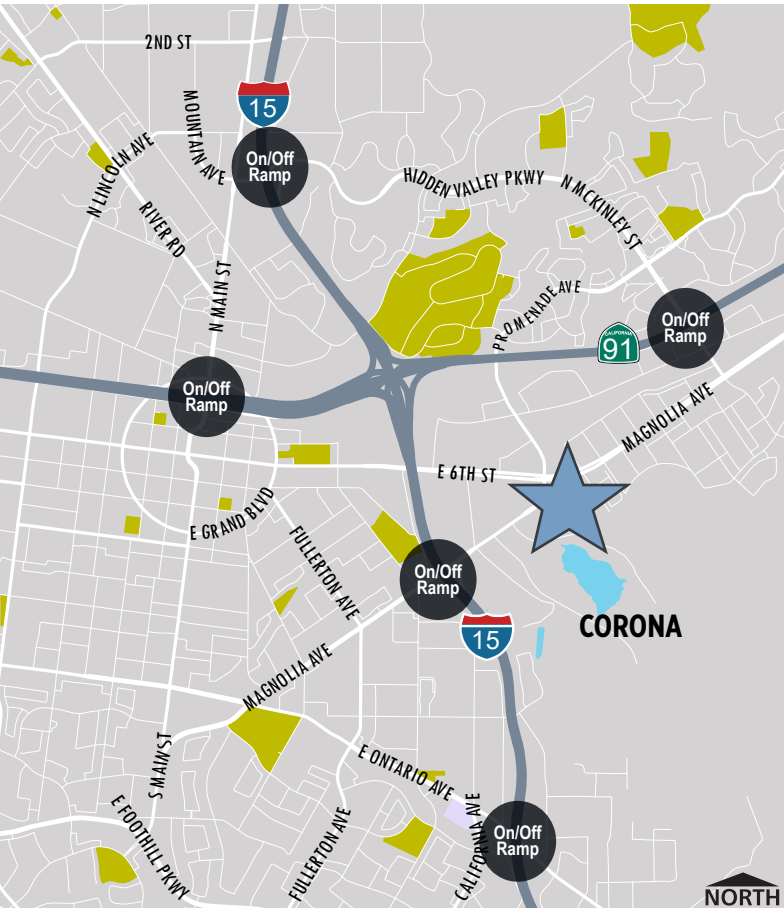 2ND ST
15
MOUNTAIN AVE
On/Off
Ramp
N LINCOLN AVE
HIDDEN VALLEY PKWY
N MCKINLEY ST
RIVER RD
N MAIN ST
PROMENADE AVE
On/Off
Ramp
CALIFORNIA
91
On/Off
Ramp
MAGNOLIA AVE
E 6TH ST
E GRAND BLVD
FULLERTON AVE
On/Off
Ramp
CORONA
15
MAGNOLIA AVE
S MAIN ST
E ONTARIO AVE
E FOOTHILL PKWY
FULLERTON AVE
CALIFORNIA AVE
On/Off
Ramp
NORTH